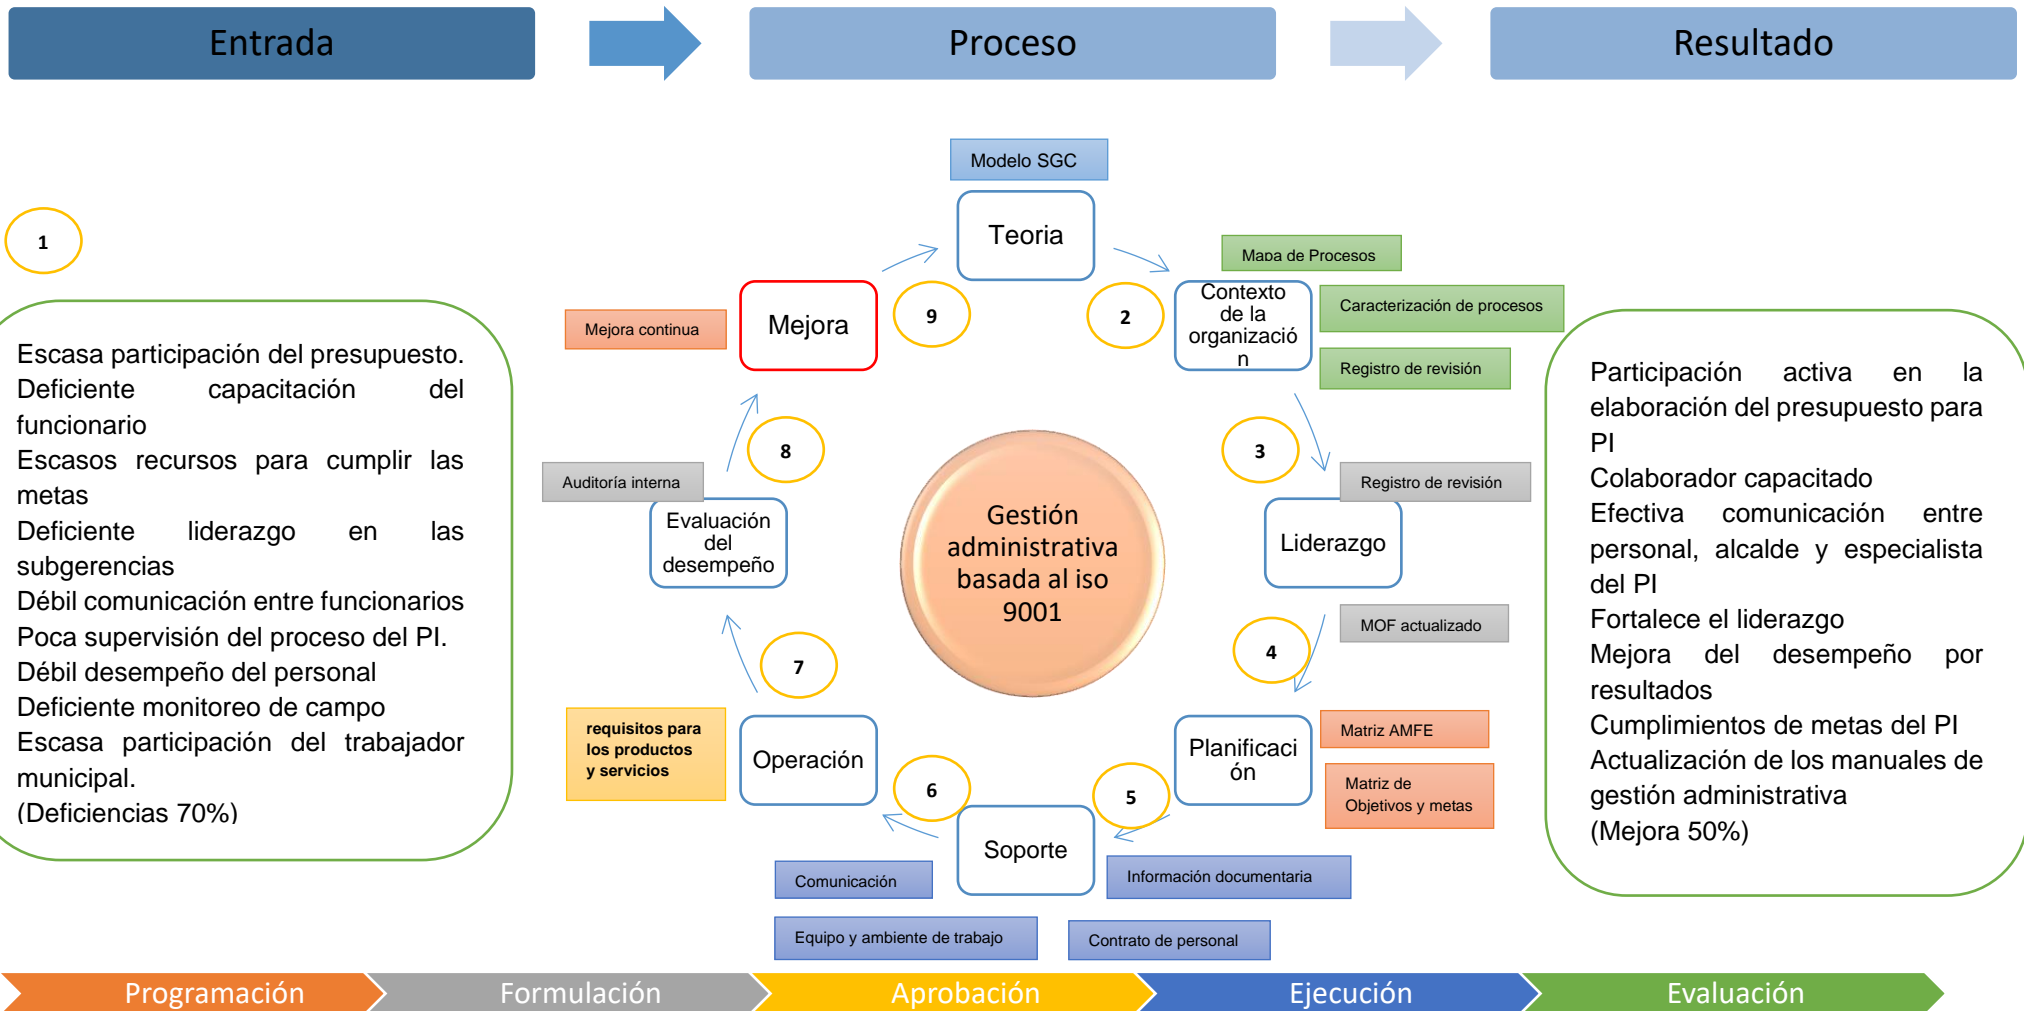 Entrada
Proceso
Resultado
1
Escasa participación del presupuesto.
Deficiente capacitación del
funcionario
Escasos recursos para cumplir las
metas
Deficiente liderazgo en las
subgerencias
Débil comunicación entre funcionarios
Poca supervisión del proceso del PI.
Débil desempeño del personal
Deficiente monitoreo de campo
Escasa participación del trabajador
municipal.
(Deficiencias 70%)
Modelo SGC
Teoria
2
Mapa de Procesos
Contexto
de la
organizació
n
Caracterización de procesos
Registro de revisión
3
Registro de revisión
Liderazgo
MOF actualizado
4
Planificaci
ón
Matriz AMFE
Matriz de
Objetivos y metas
5
Soporte
Información documentaria
Comunicación
Equipo y ambiente de trabajo
Contrato de personal
6
Operación
requisitos para
los productos
y servicios
7
Evaluación
del
desempeño
Auditoría interna
8
Mejora
Mejora continua
9
Gestión
administrativa
basada al iso
9001
Participación activa en la
elaboración del presupuesto para
PI
Colaborador capacitado
Efectiva comunicación entre
personal, alcalde y especialista
del PI
Fortalece el liderazgo
Mejora del desempeño por
resultados
Cumplimientos de metas del PI
Actualización de los manuales de
gestión administrativa
(Mejora 50%)
Programación
Formulación
Aprobación
Ejecución
Evaluación